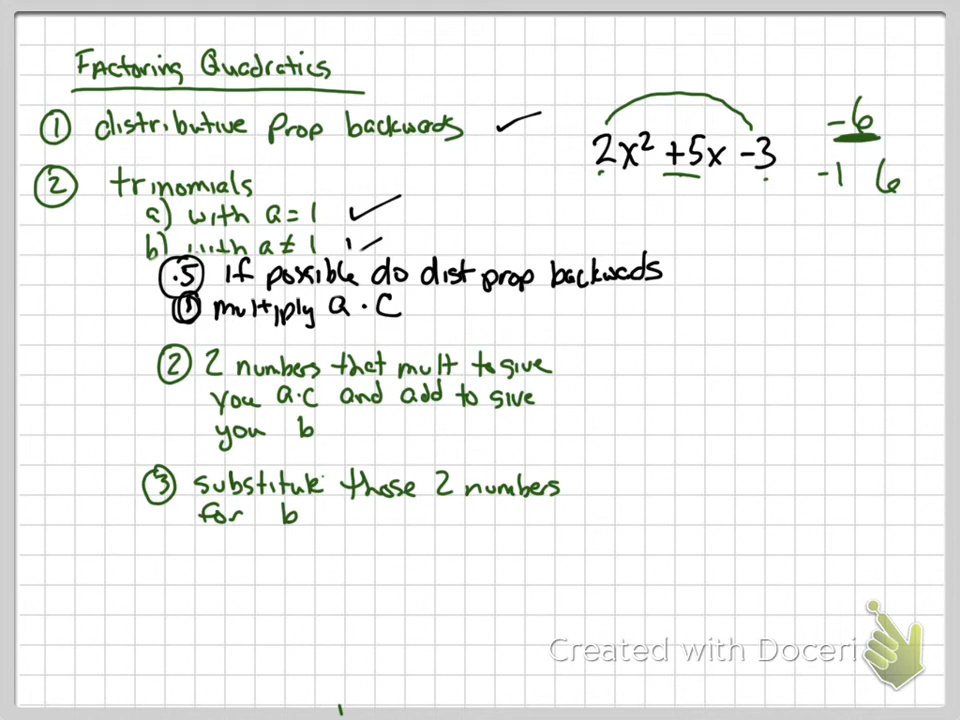 Factoring Quadratics
① distributive prop backwards ✓
2x² +5x -3
-6
-1 6
② trinomials
a) with a = 1 ✓
b) with a ≠ 1 ✓
.5 If possible do dist prop backwads
① multiply a · c
② 2 numbers that mult to give
you a·c and add to give
you b
③ substitute those 2 numbers
for b
Created with Doceri